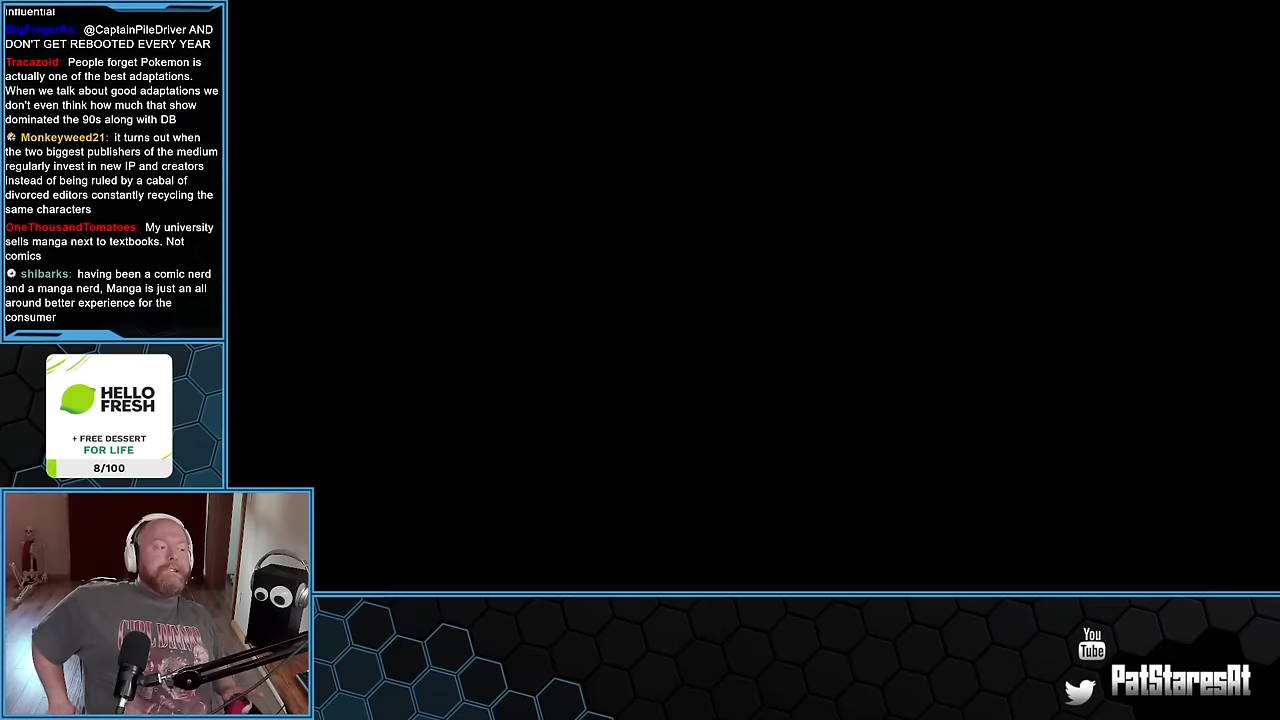 influential
BigFingerRo: @CaptainPileDriver AND
DON'T GET REBOOTED EVERY YEAR
Tracazoid: People forget Pokemon is
actually one of the best adaptations.
When we talk about good adaptations we
don't even think how much that show
dominated the 90s along with DB
Monkeyweed21: it turns out when
the two biggest publishers of the medium
regularly invest in new IP and creators
instead of being ruled by a cabal of
divorced editors constantly recycling the
same characters
OneThousandTomatoes: My university
sells manga next to textbooks. Not
comics
shibarks: having been a comic nerd
and a manga nerd, Manga is just an all
around better experience for the
consumer
HELLO
FRESH
+ FREE DESSERT
FOR LIFE
8/100
GIRL DINNER
You
Tube
PatStaresAt